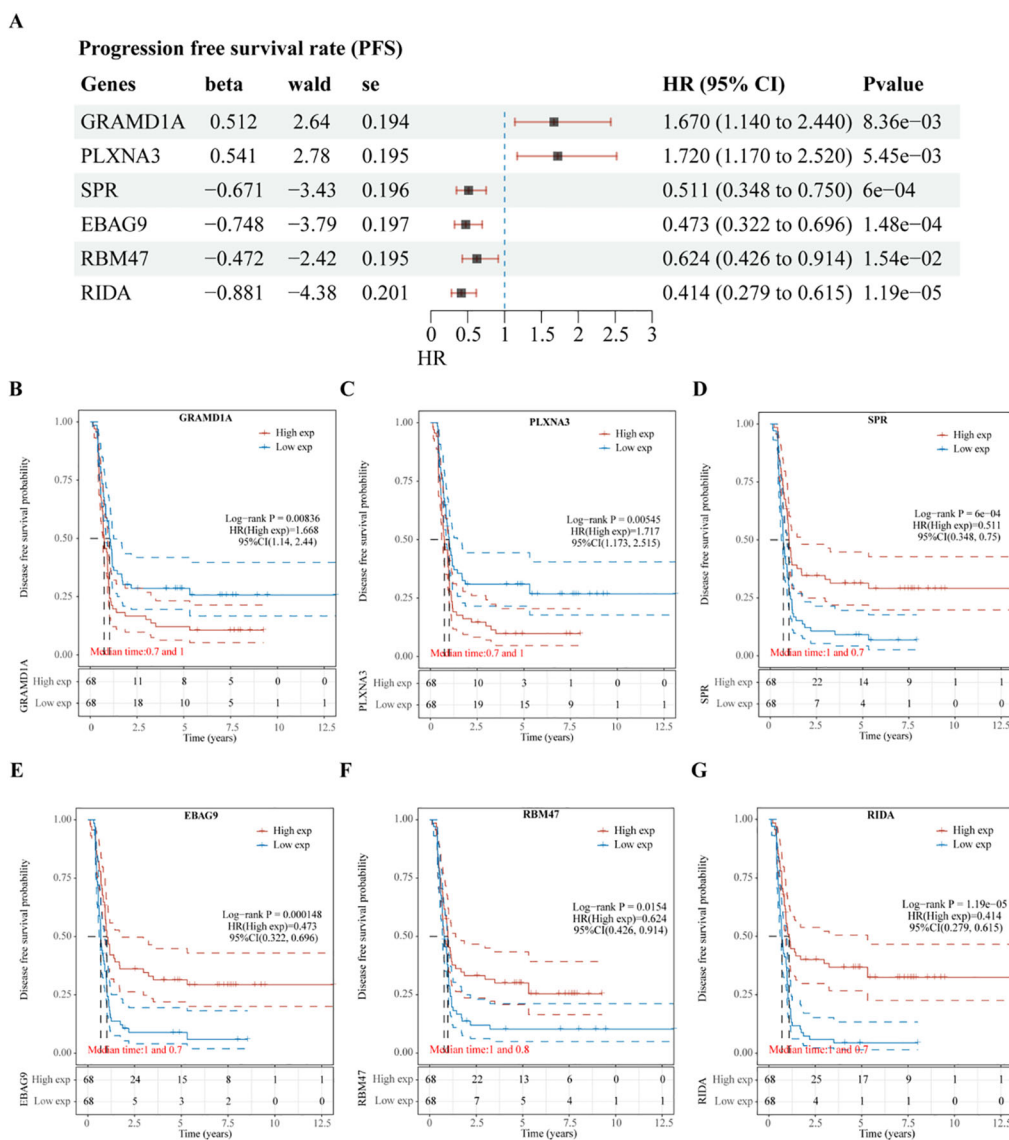 A
Progression free survival rate (PFS)
Genes beta wald se HR (95% CI) Pvalue
GRAMD1A 0.512 2.64 0.194 1.670 (1.140 to 2.440) 8.36e−03
PLXNA3 0.541 2.78 0.195 1.720 (1.170 to 2.520) 5.45e−03
SPR −0.671 −3.43 0.196 0.511 (0.348 to 0.750) 6e−04
EBAG9 −0.748 −3.79 0.197 0.473 (0.322 to 0.696) 1.48e−04
RBM47 −0.472 −2.42 0.195 0.624 (0.426 to 0.914) 1.54e−02
RIDA −0.881 −4.38 0.201 0.414 (0.279 to 0.615) 1.19e−05
0 0.5 1 1.5 2 2.5 3
HR
B
GRAMD1A
High exp
Low exp
Log−rank P = 0.00836
HR(High exp)=1.668
95%CI(1.14, 2.44)
Disease free survival probability
1.00
0.75
0.50
0.25
0.00
Median time:0.7 and 1
GRAMD1A
High exp 68 11 8 5 0 0
Low exp 68 18 10 5 1 1
0 2.5 5 7.5 10 12.5
Time (years)
C
PLXNA3
High exp
Low exp
Log−rank P = 0.00545
HR(High exp)=1.717
95%CI(1.173, 2.515)
Disease free survival probability
1.00
0.75
0.50
0.25
0.00
Median time:0.7 and 1
PLXNA3
High exp 68 10 3 1 0 0
Low exp 68 19 15 9 1 1
0 2.5 5 7.5 10 12.5
Time (years)
D
SPR
High exp
Low exp
Log−rank P = 6e−04
HR(High exp)=0.511
95%CI(0.348, 0.75)
Disease free survival probability
1.00
0.75
0.50
0.25
0.00
Median time:1 and 0.7
SPR
High exp 68 22 14 9 1 1
Low exp 68 7 4 1 0 0
0 2.5 5 7.5 10 12.5
Time (years)
E
EBAG9
High exp
Low exp
Log−rank P = 0.000148
HR(High exp)=0.473
95%CI(0.322, 0.696)
Disease free survival probability
1.00
0.75
0.50
0.25
0.00
Median time:1 and 0.7
EBAG9
High exp 68 24 15 8 1 1
Low exp 68 5 3 2 0 0
0 2.5 5 7.5 10 12.5
Time (years)
F
RBM47
High exp
Low exp
Log−rank P = 0.0154
HR(High exp)=0.624
95%CI(0.426, 0.914)
Disease free survival probability
1.00
0.75
0.50
0.25
0.00
Median time:1 and 0.8
RBM47
High exp 68 22 13 6 0 0
Low exp 68 7 5 4 1 1
0 2.5 5 7.5 10 12.5
Time (years)
G
RIDA
High exp
Low exp
Log−rank P = 1.19e−05
HR(High exp)=0.414
95%CI(0.279, 0.615)
Disease free survival probability
1.00
0.75
0.50
0.25
0.00
Median time:1 and 0.7
RIDA
High exp 68 25 17 9 1 1
Low exp 68 4 1 1 0 0
0 2.5 5 7.5 10 12.5
Time (years)